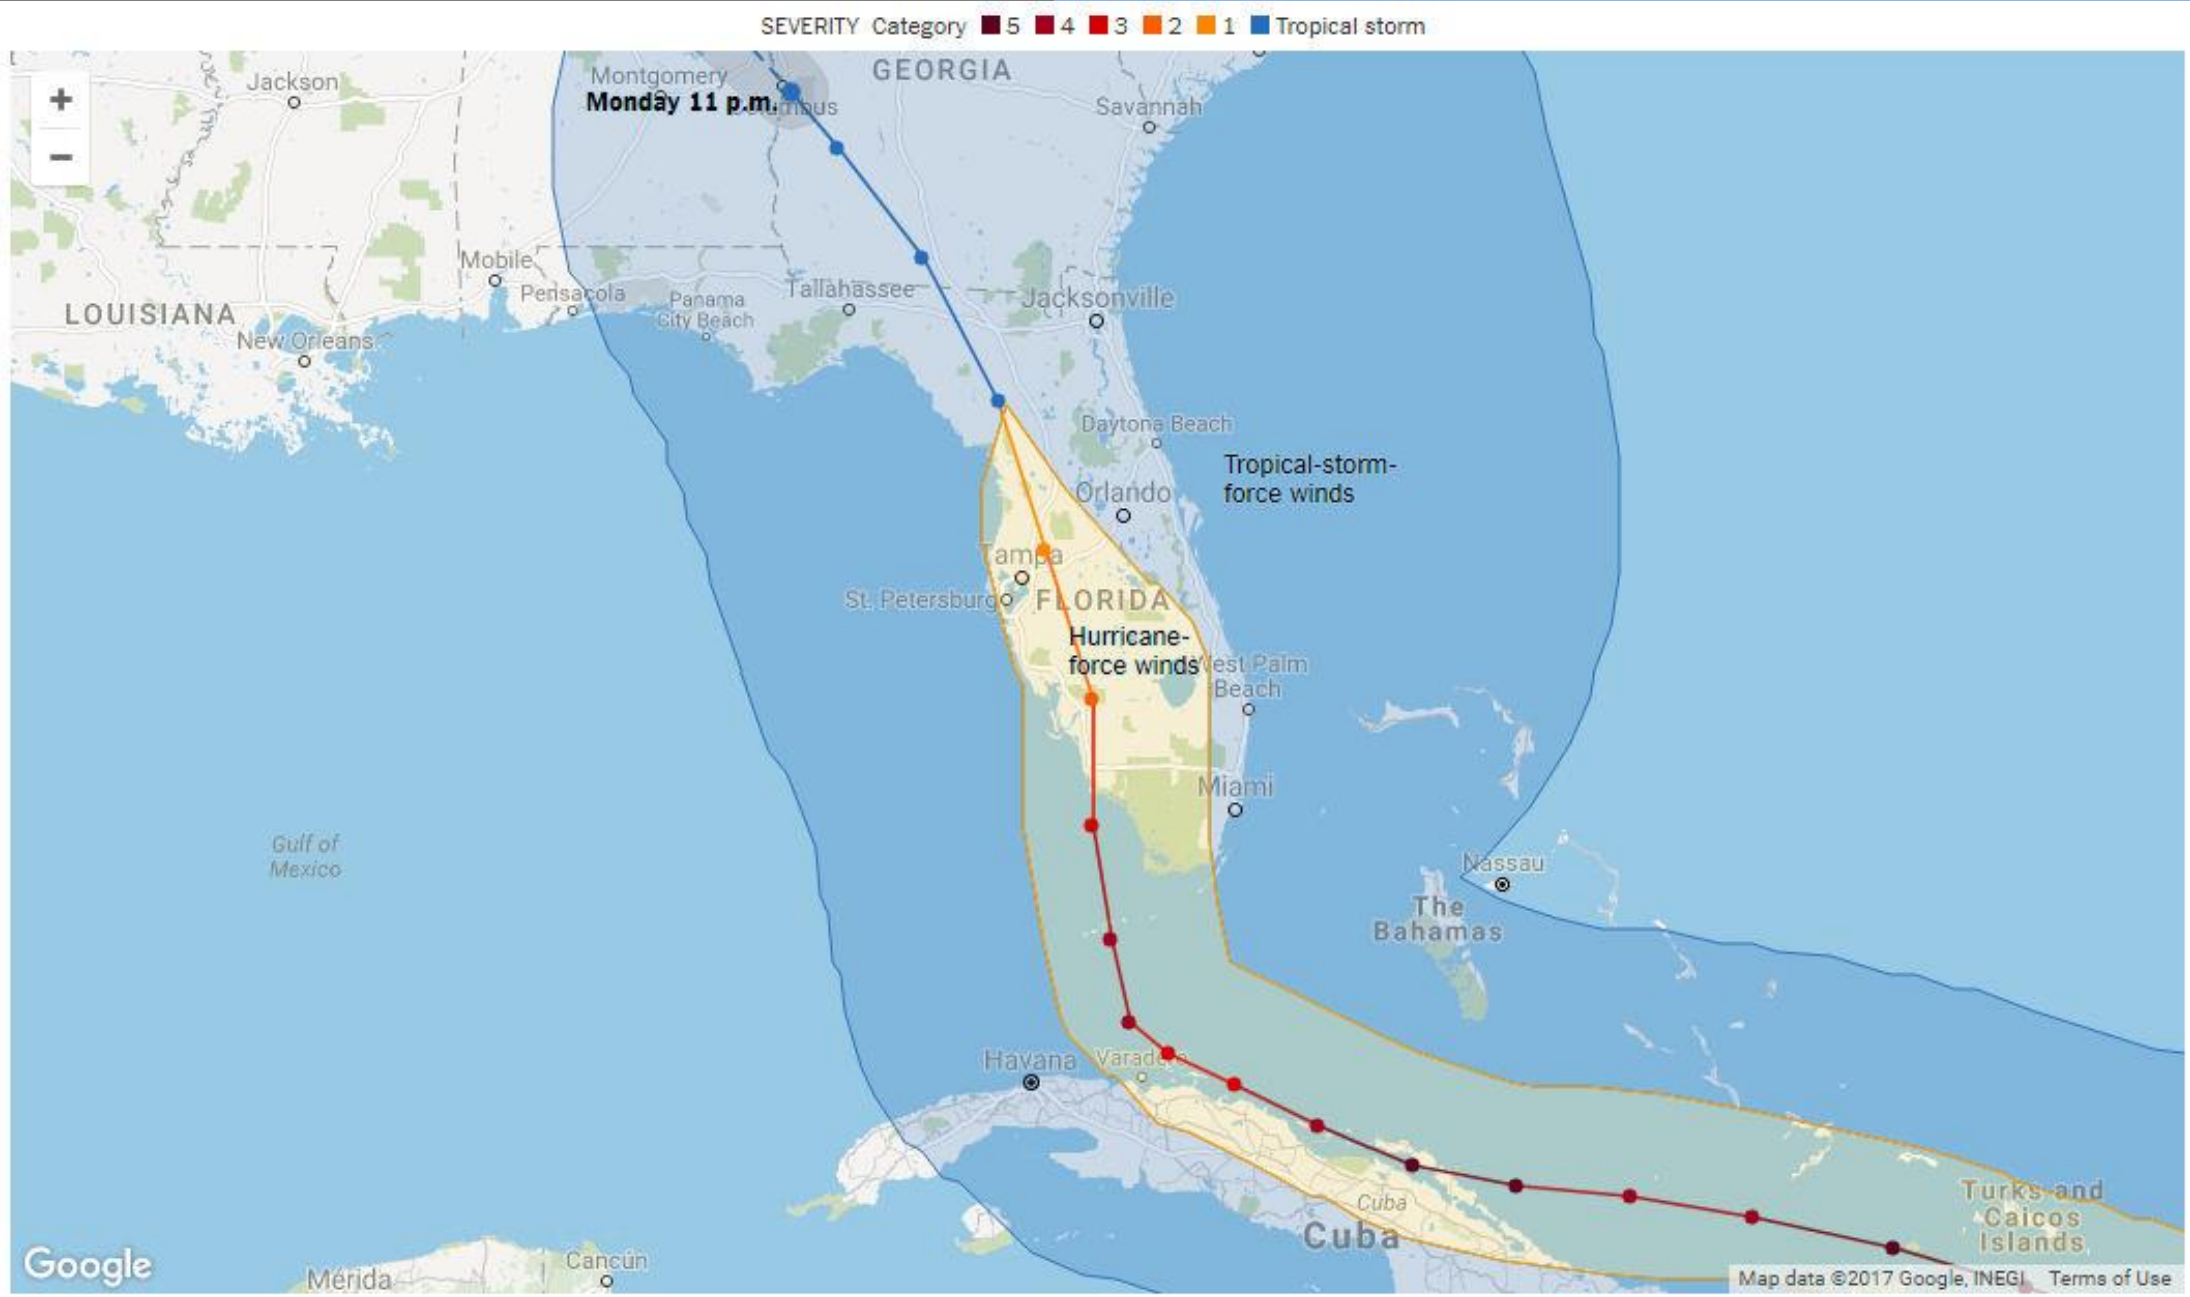 SEVERITY Category 5 4 3 2 1 Tropical storm
+
−
Jackson
Montgomery
Monday 11 p.m.
Columbus
GEORGIA
Savannah
Mobile
Pensacola
Panama
City Beach
Tallahassee
Jacksonville
LOUISIANA
New Orleans
Daytona Beach
Tropical-storm-
force winds
Orlando
Tampa
St. Petersburg
FLORIDA
Hurricane-
force winds
West Palm
Beach
Miami
Gulf of
Mexico
Nassau
The
Bahamas
Havana
Varadero
Cuba
Cuba
Turks and
Caicos
Islands
Google
Mérida
Cancún
Map data ©2017 Google, INEGI Terms of Use